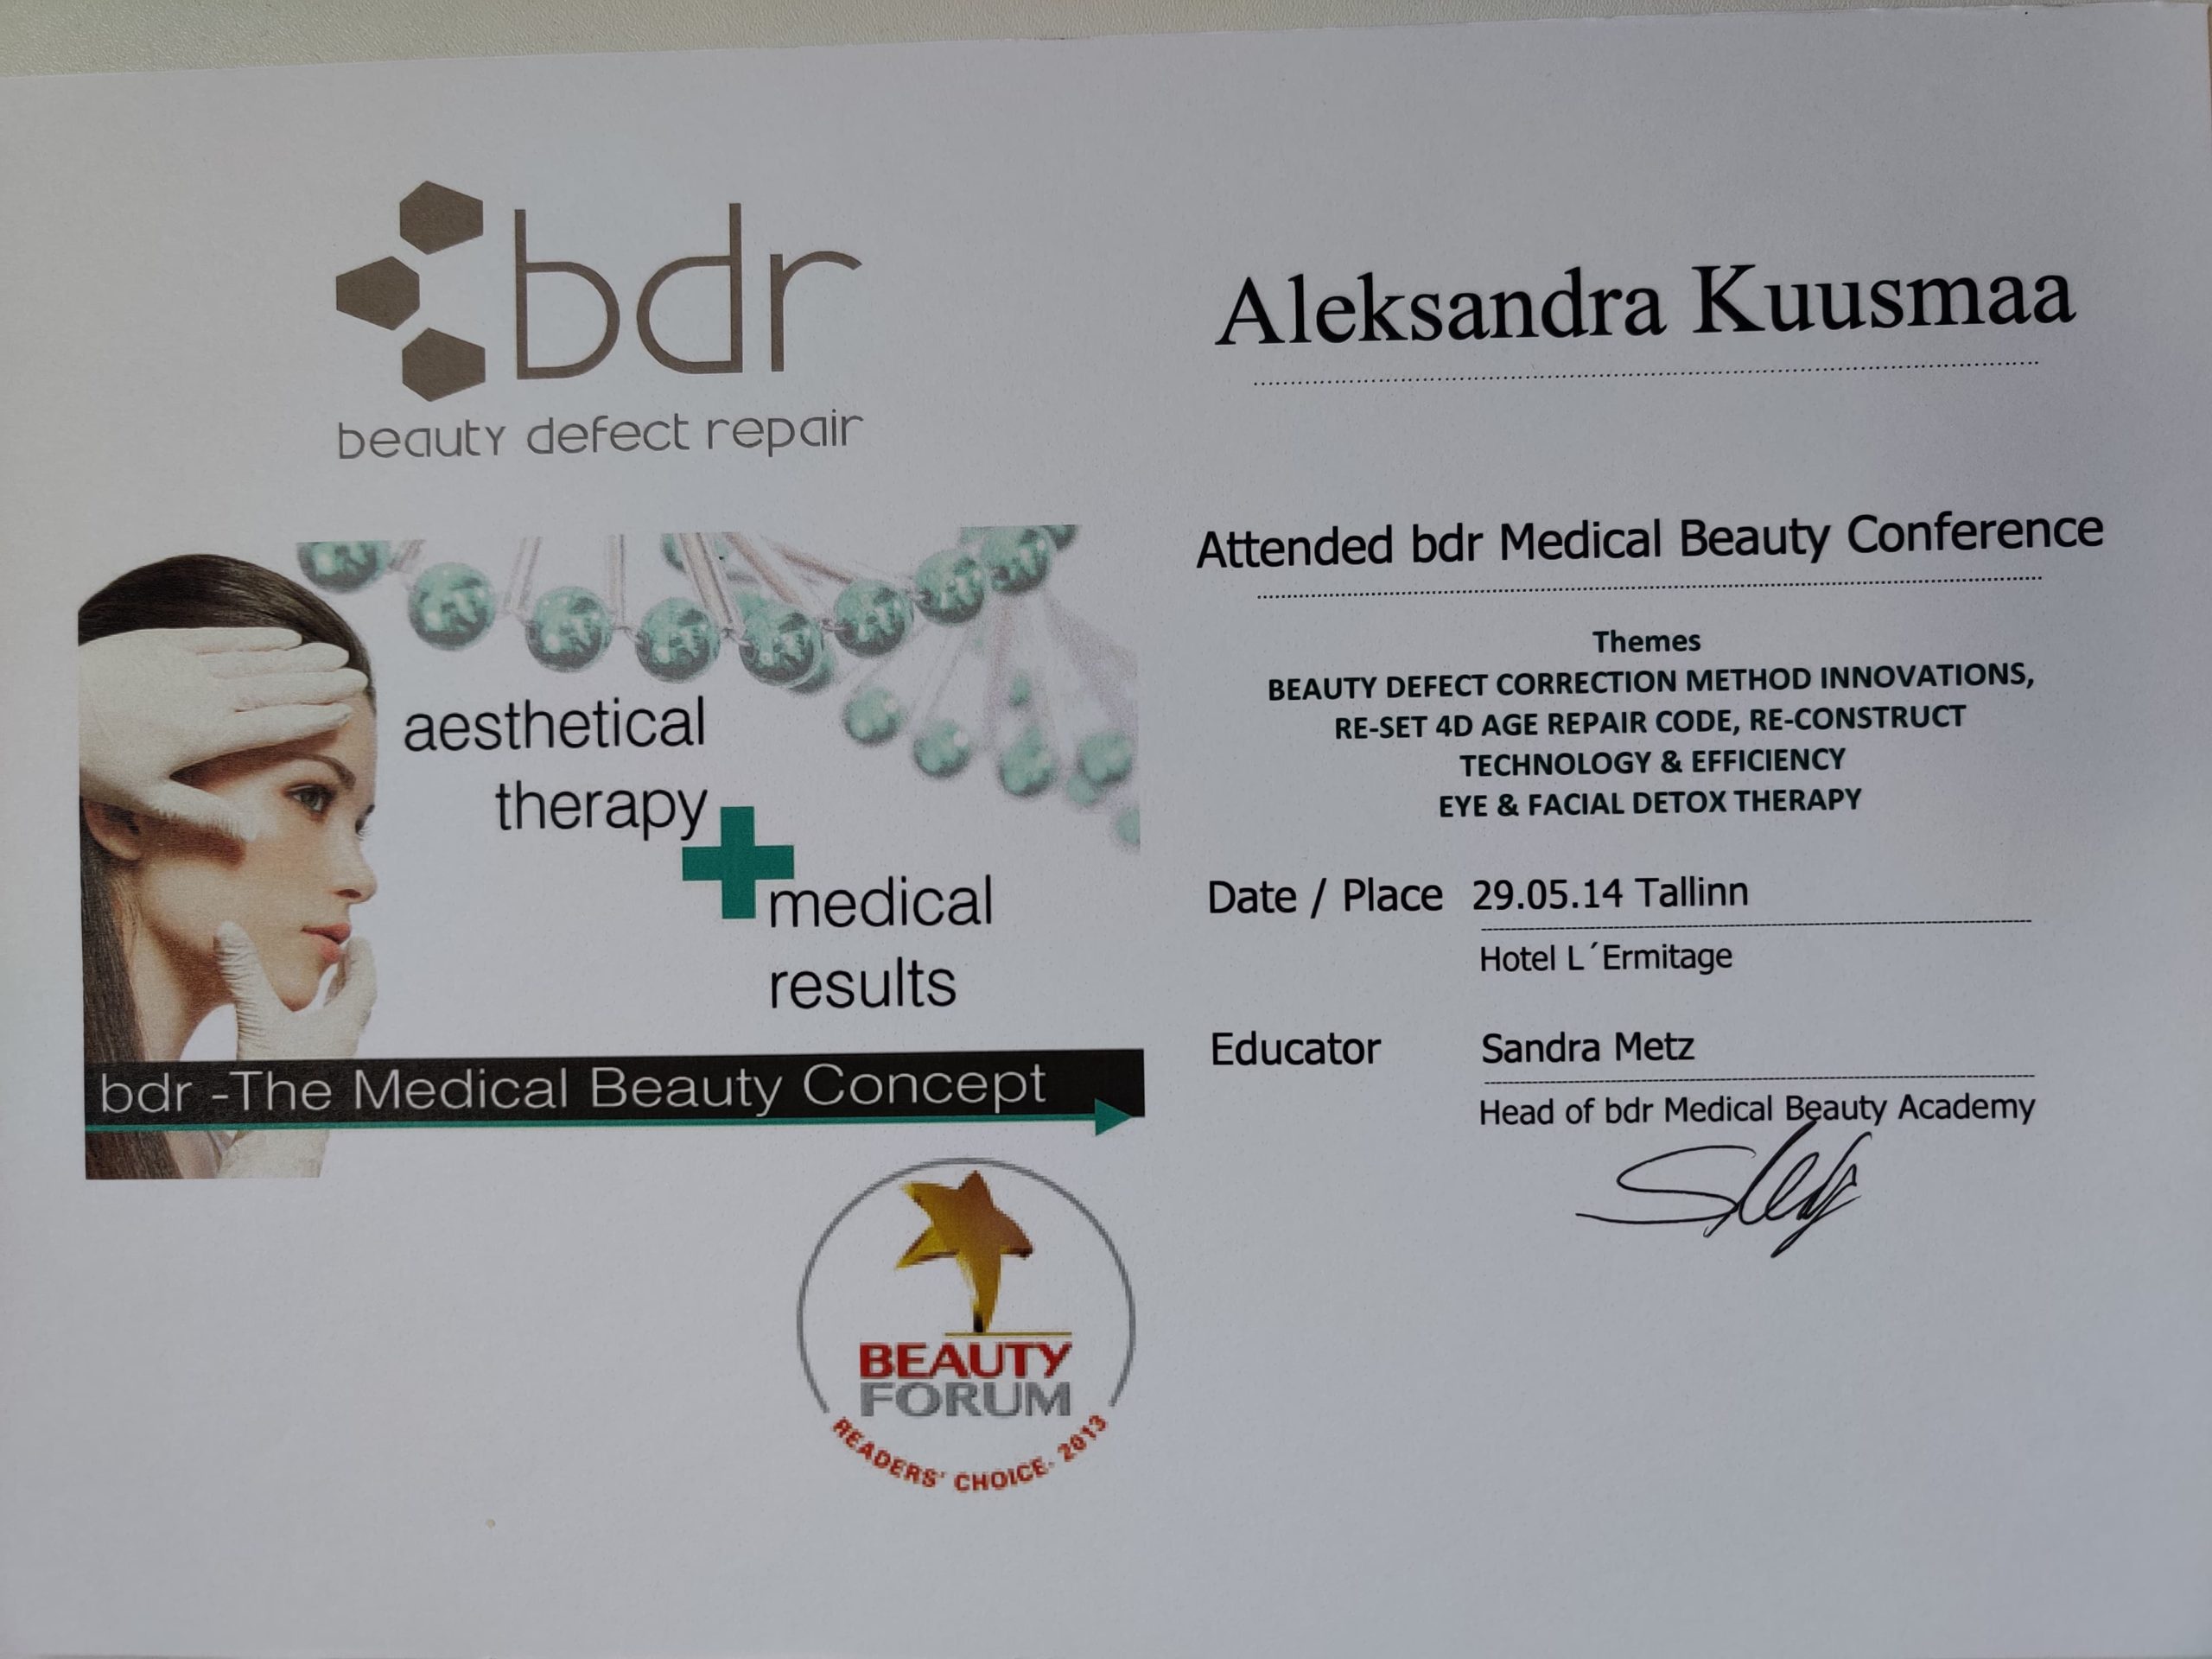 bdr
beauty defect repair
aesthetical
therapy
medical
results
bdr -The Medical Beauty Concept
BEAUTY
FORUM
READERS' CHOICE· 2013
Aleksandra Kuusmaa
Attended bdr Medical Beauty Conference
Themes
BEAUTY DEFECT CORRECTION METHOD INNOVATIONS,
RE-SET 4D AGE REPAIR CODE, RE-CONSTRUCT
TECHNOLOGY & EFFICIENCY
EYE & FACIAL DETOX THERAPY
Date / Place 29.05.14 Tallinn
Hotel L´Ermitage
Educator Sandra Metz
Head of bdr Medical Beauty Academy